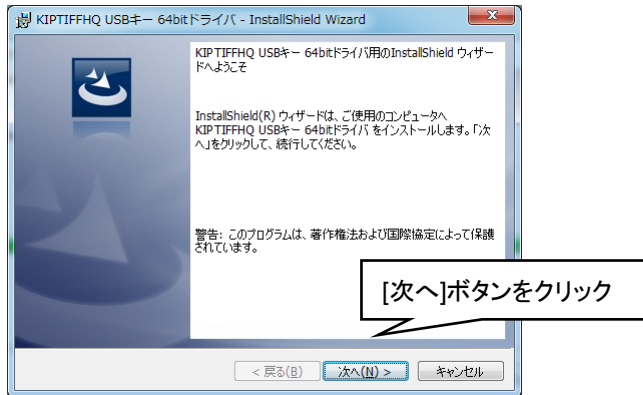 KIPTIFFHQ USBキー 64bitドライバ - InstallShield Wizard
KIPTIFFHQ USBキー 64bitドライバ用のInstallShield ウィザー
ドへようこそ
InstallShield(R) ウィザードは、ご使用のコンピュータへ
KIPTIFFHQ USBキー 64bitドライバ をインストールします。「次
へ」をクリックして、続行してください。
警告: このプログラムは、著作権法および国際協定によって保護
されています。
[次へ]ボタンをクリック
< 戻る(B)
次へ(N) >
キャンセル